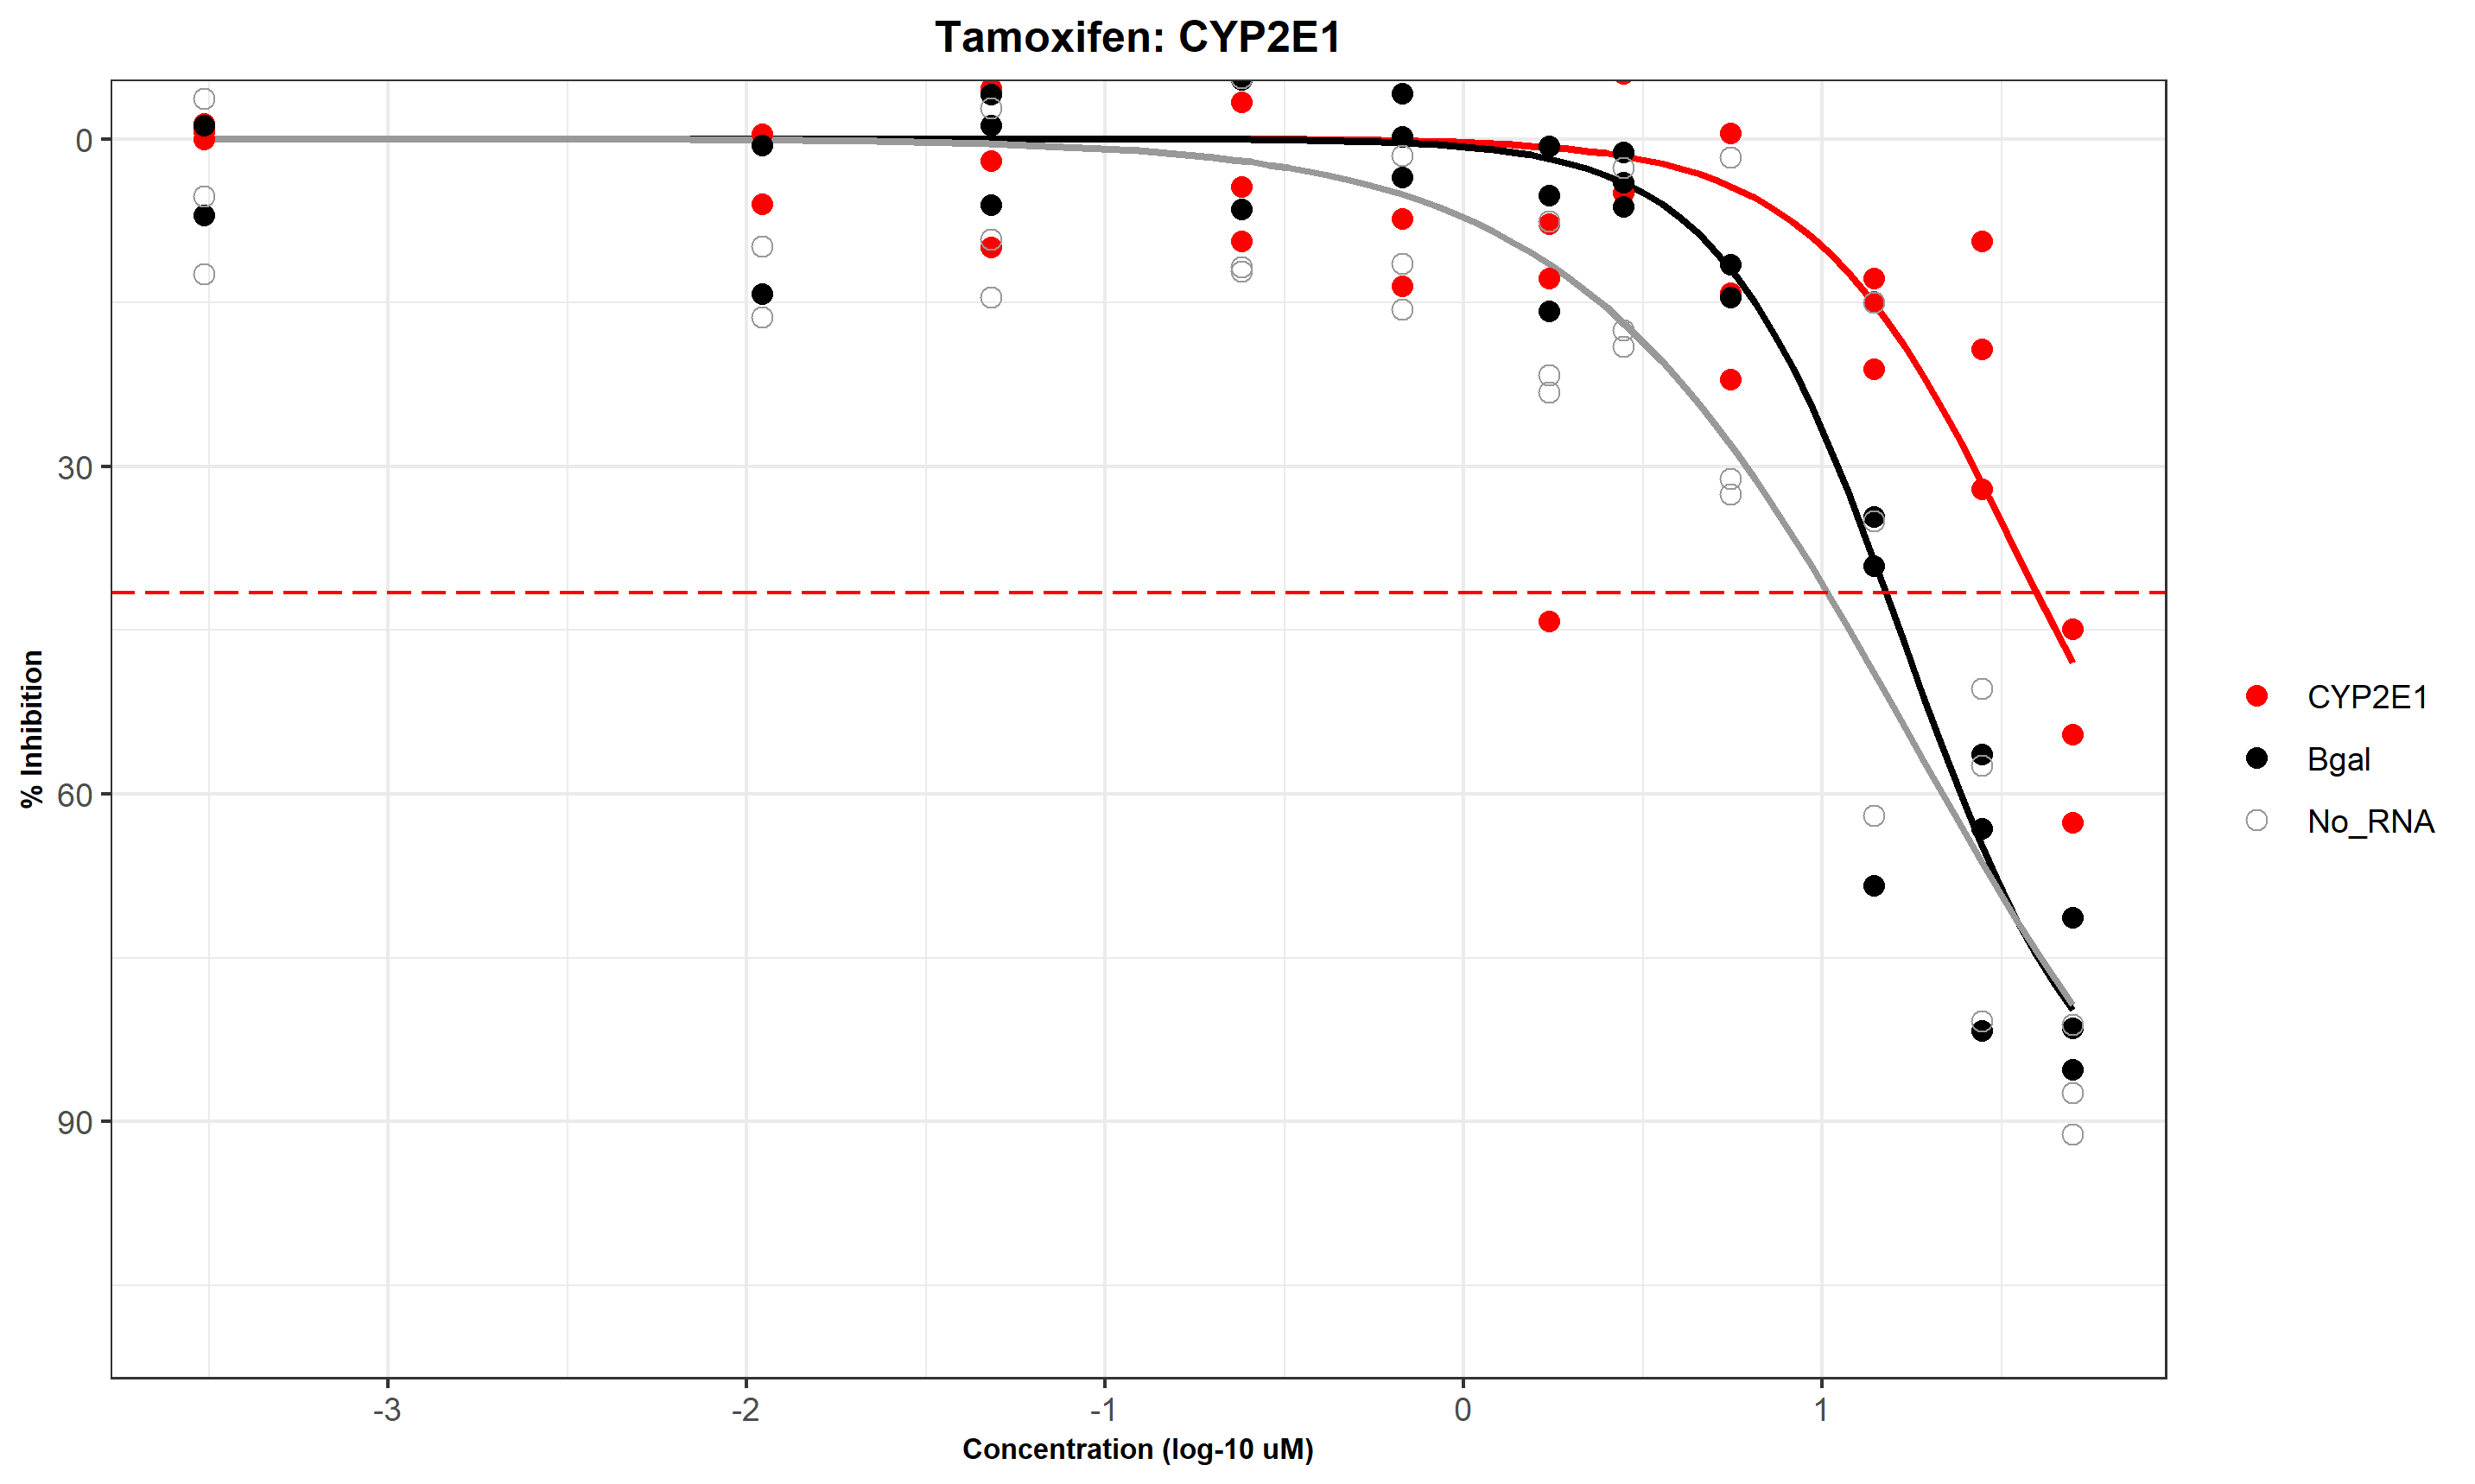 Tamoxifen: CYP2E1
% Inhibition
0
30
60
90
-3
-2
-1
0
1
Concentration (log-10 uM)
CYP2E1
Bgal
No_RNA